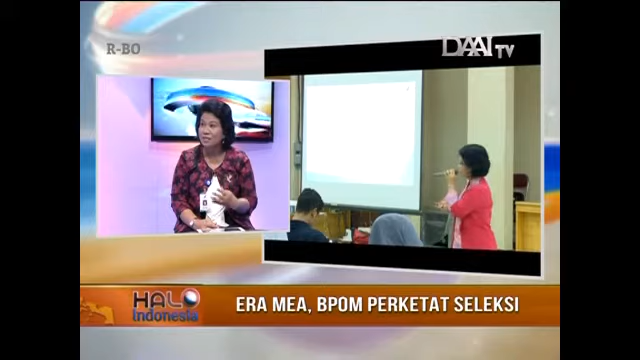 R-BO
DAAI TV
HALO
Indonesia
ERA MEA, BPOM PERKETAT SELEKSI